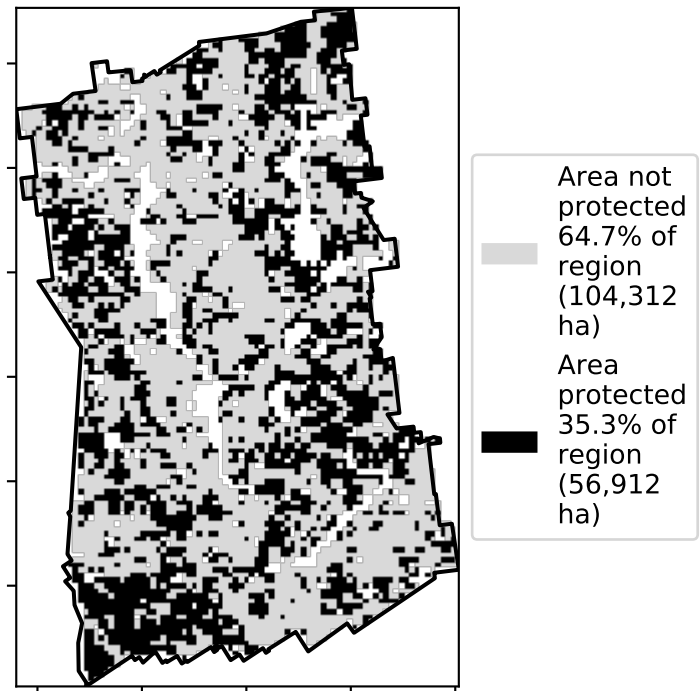 Area not
protected
64.7% of
region
(104,312
ha)
Area
protected
35.3% of
region
(56,912
ha)